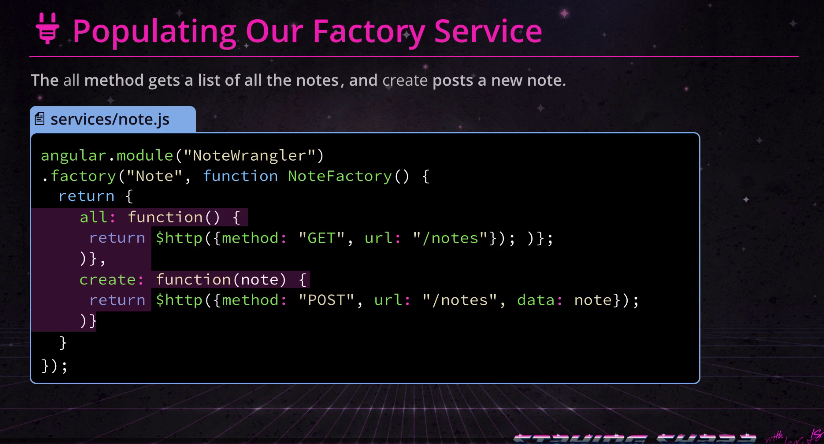 Populating Our Factory Service
The all method gets a list of all the notes, and create posts a new note.
services/note.js
angular.module("NoteWrangler")
.factory("Note", function NoteFactory() {
return {
all: function() {
return $http({method: "GET", url: "/notes"}); )};
)},
create: function(note) {
return $http({method: "POST", url: "/notes", data: note});
)}
}
});